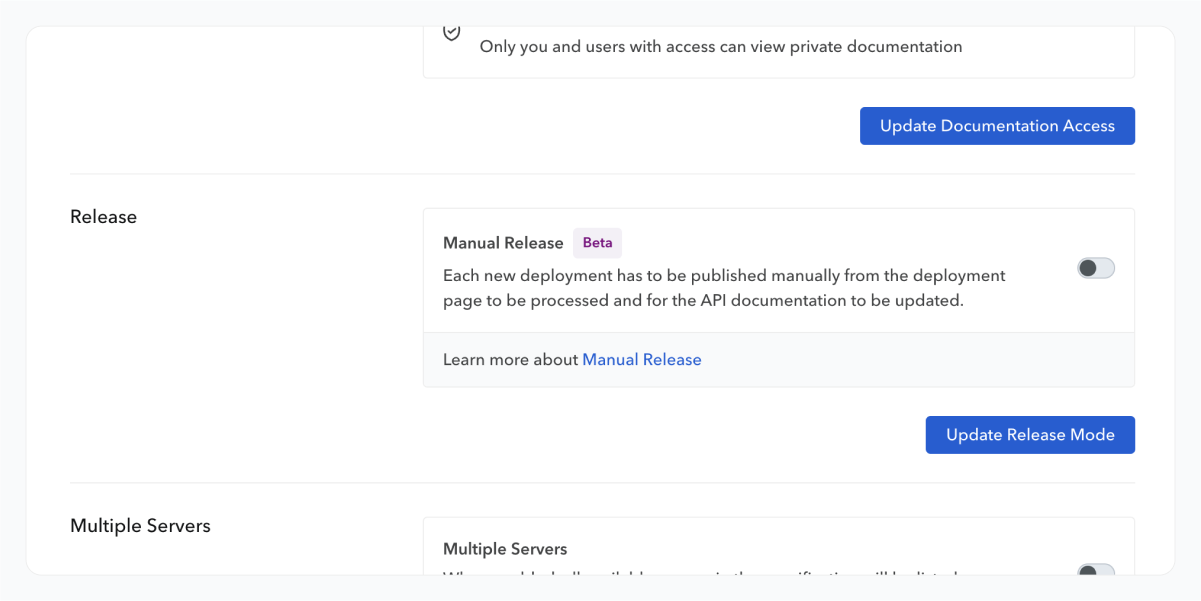 Only you and users with access can view private documentation
Update Documentation Access
Release
Manual Release Beta
Each new deployment has to be published manually from the deployment
page to be processed and for the API documentation to be updated.
Learn more about Manual Release
Update Release Mode
Multiple Servers
Multiple Servers